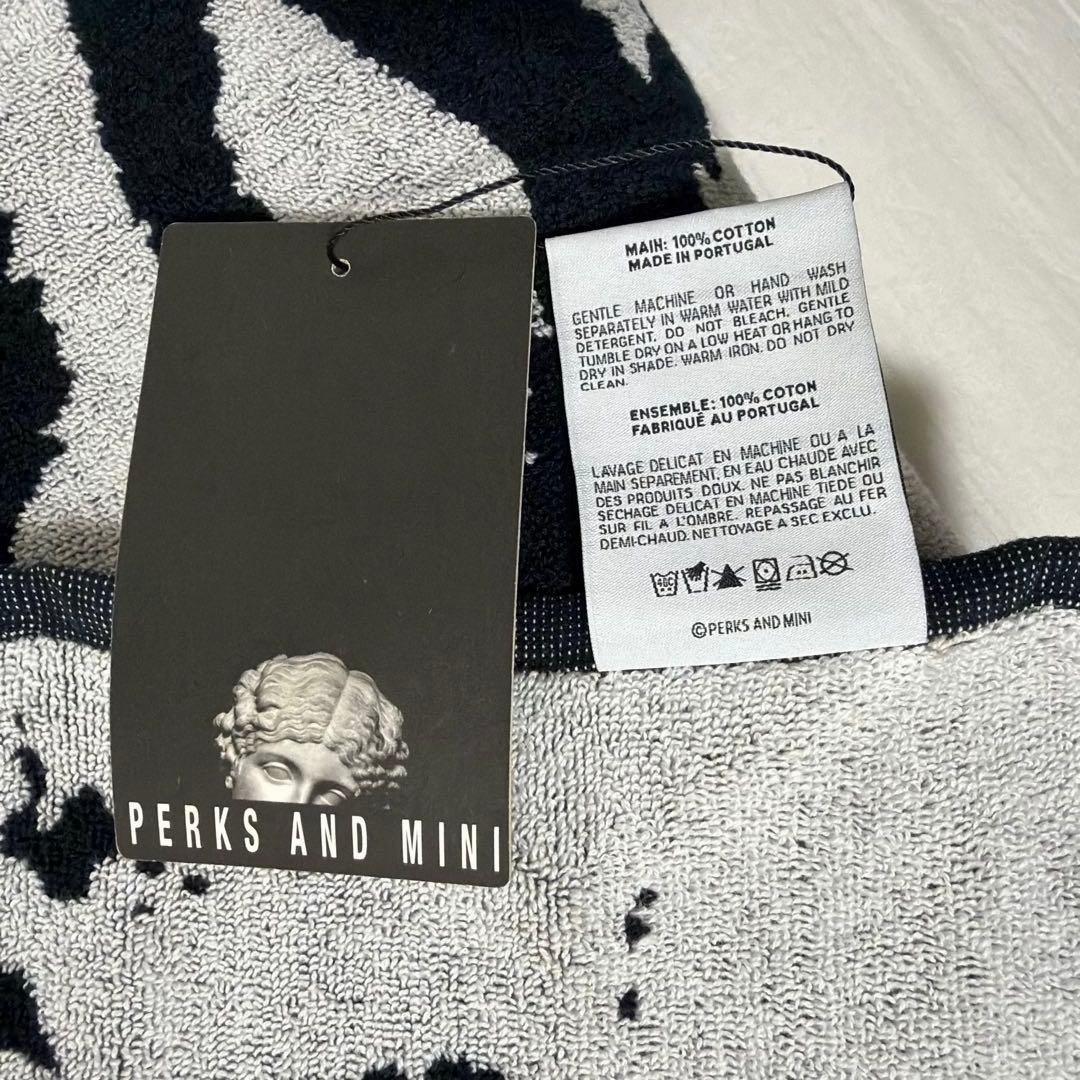 PERKS AND MINI
MAIN: 100% COTTON
MADE IN PORTUGAL
GENTLE MACHINE OR HAND WASH
SEPARATELY IN WARM WATER WITH MILD
DETERGENT. DO NOT BLEACH. GENTLE
TUMBLE DRY ON A LOW HEAT OR HANG TO
DRY IN SHADE. WARM IRON. DO NOT DRY
CLEAN.
ENSEMBLE: 100% COTON
FABRIQUÉ AU PORTUGAL
LAVAGE DELICAT EN MACHINE OU A LA
MAIN SEPAREMENT, EN EAU CHAUDE AVEC
DES PRODUITS DOUX. NE PAS BLANCHIR
SECHAGE DELICAT EN MACHINE TIEDE OU
SUR FIL A L'OMBRE. REPASSAGE AU FER
DEMI-CHAUD. NETTOYAGE A SEC EXCLU.
40C
©PERKS AND MINI